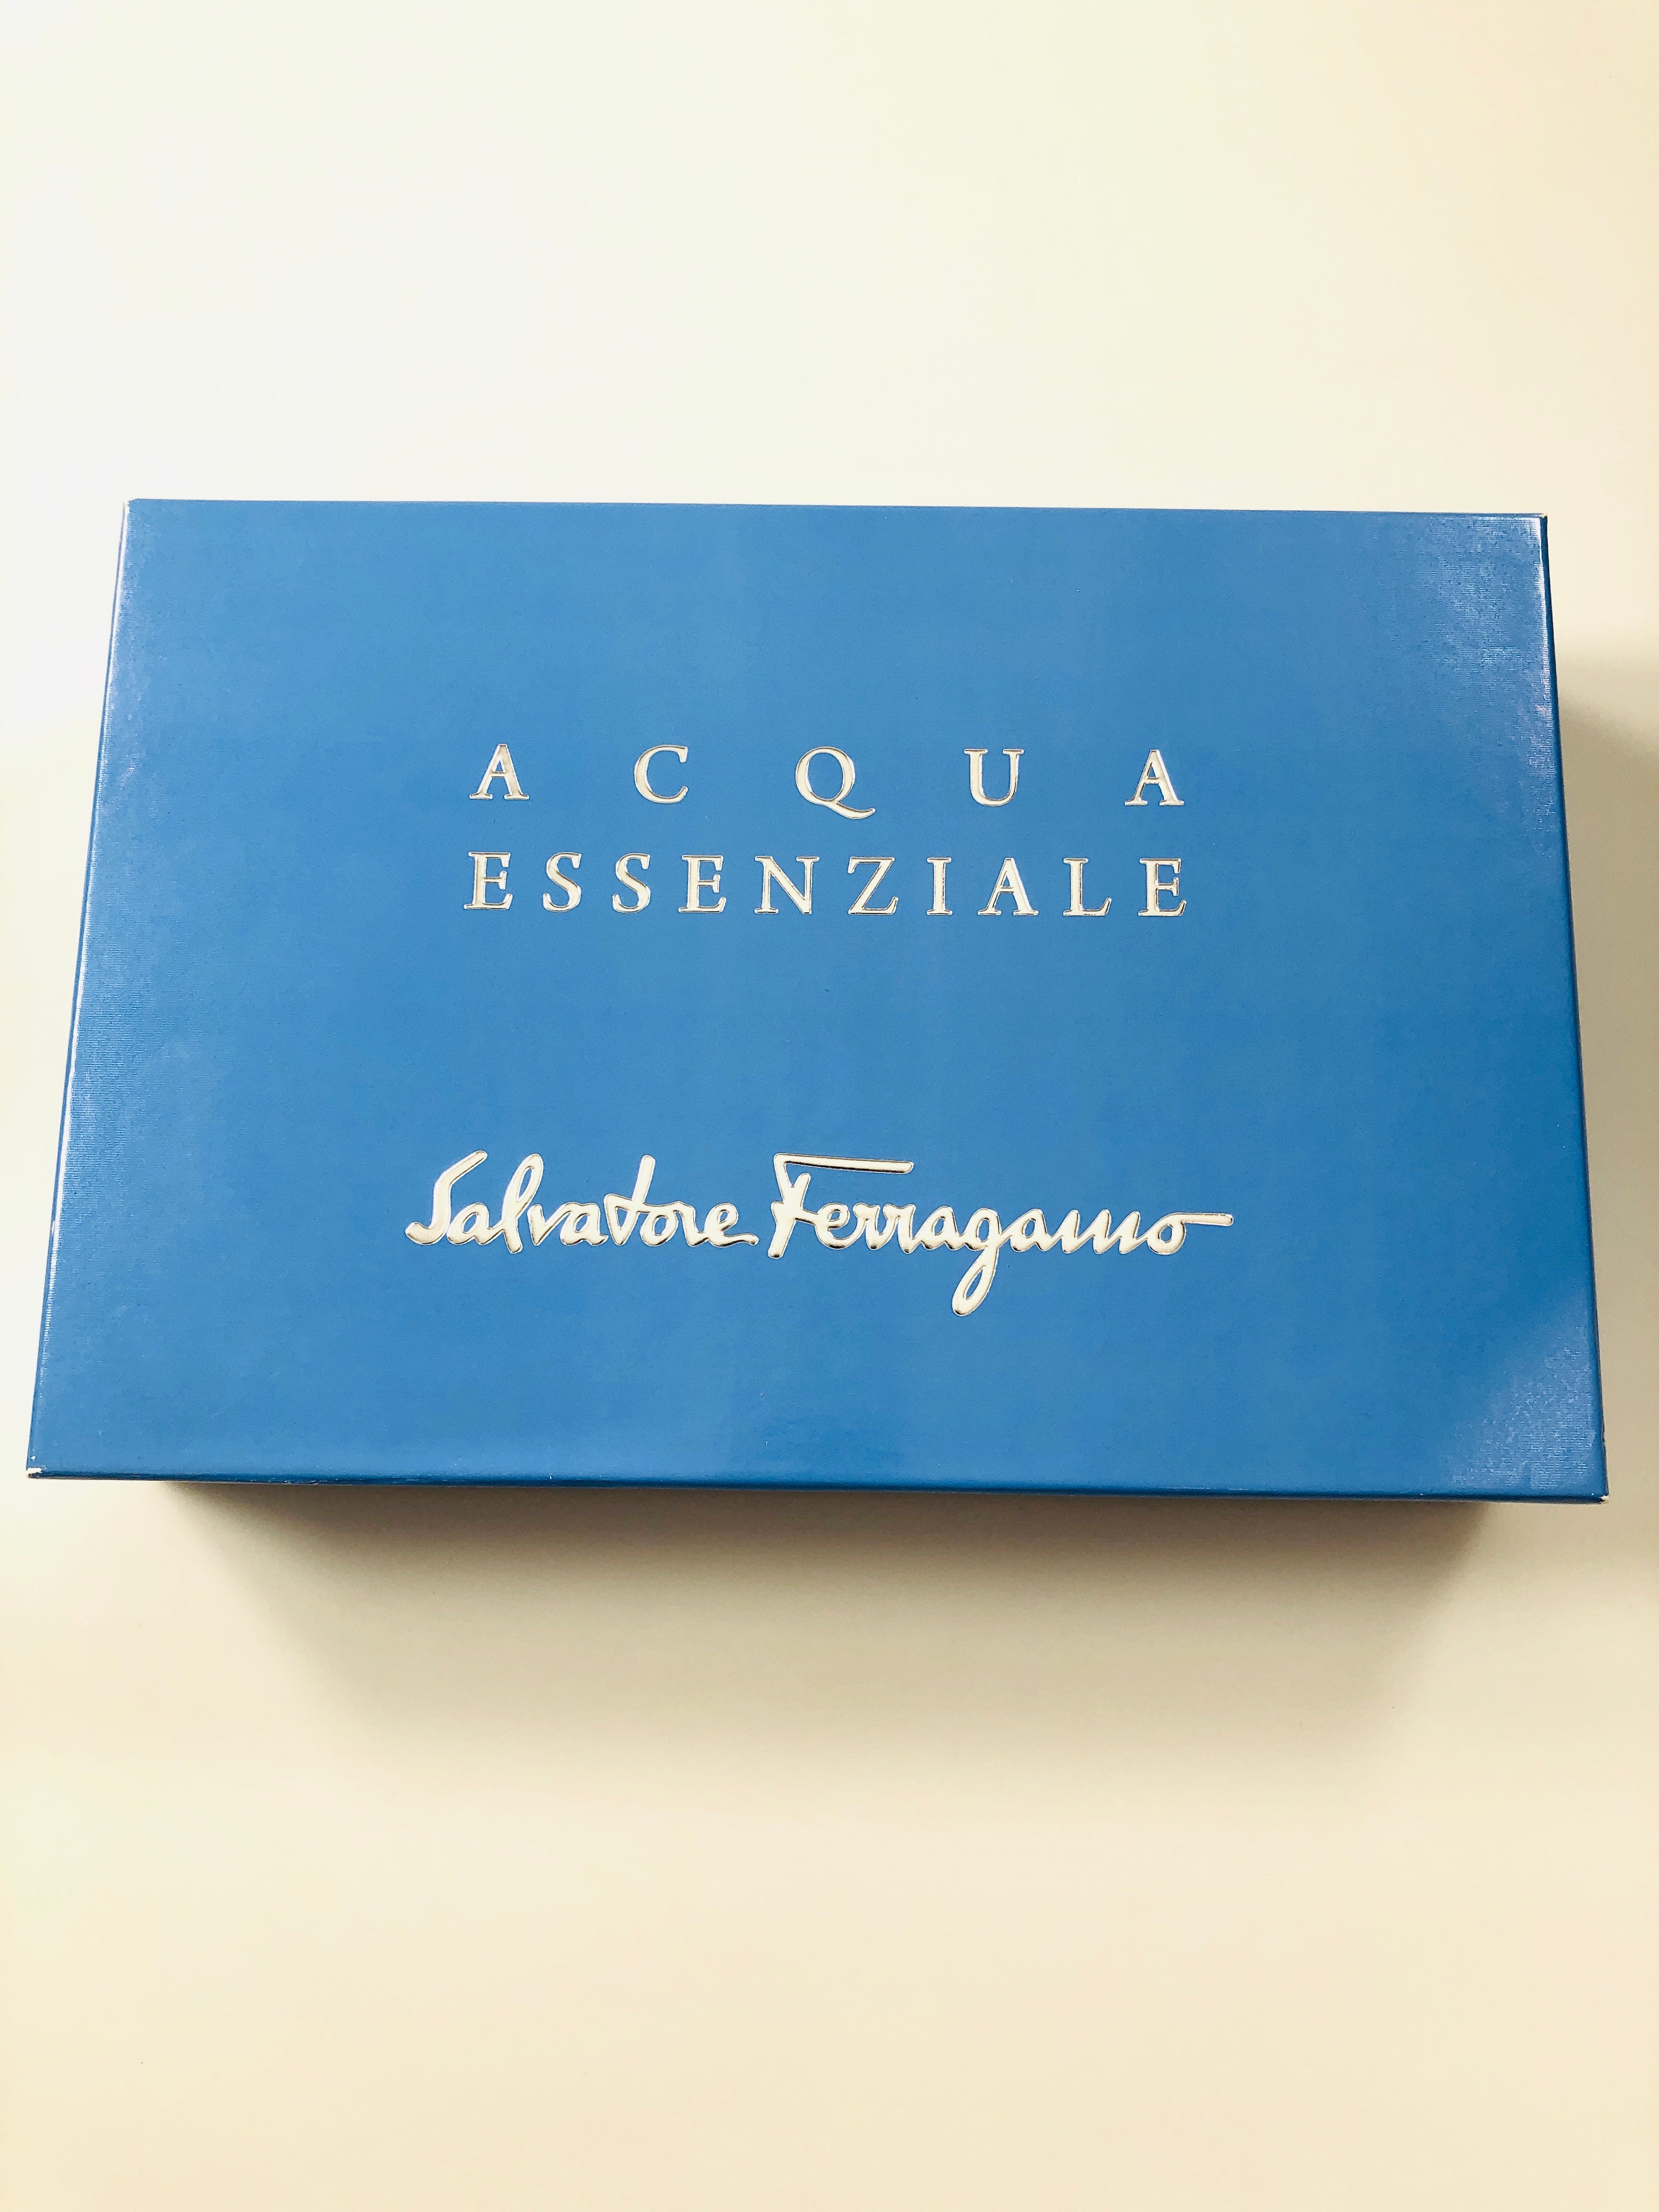 ACQUA
ESSENZIALE
Salvatore Ferragamo